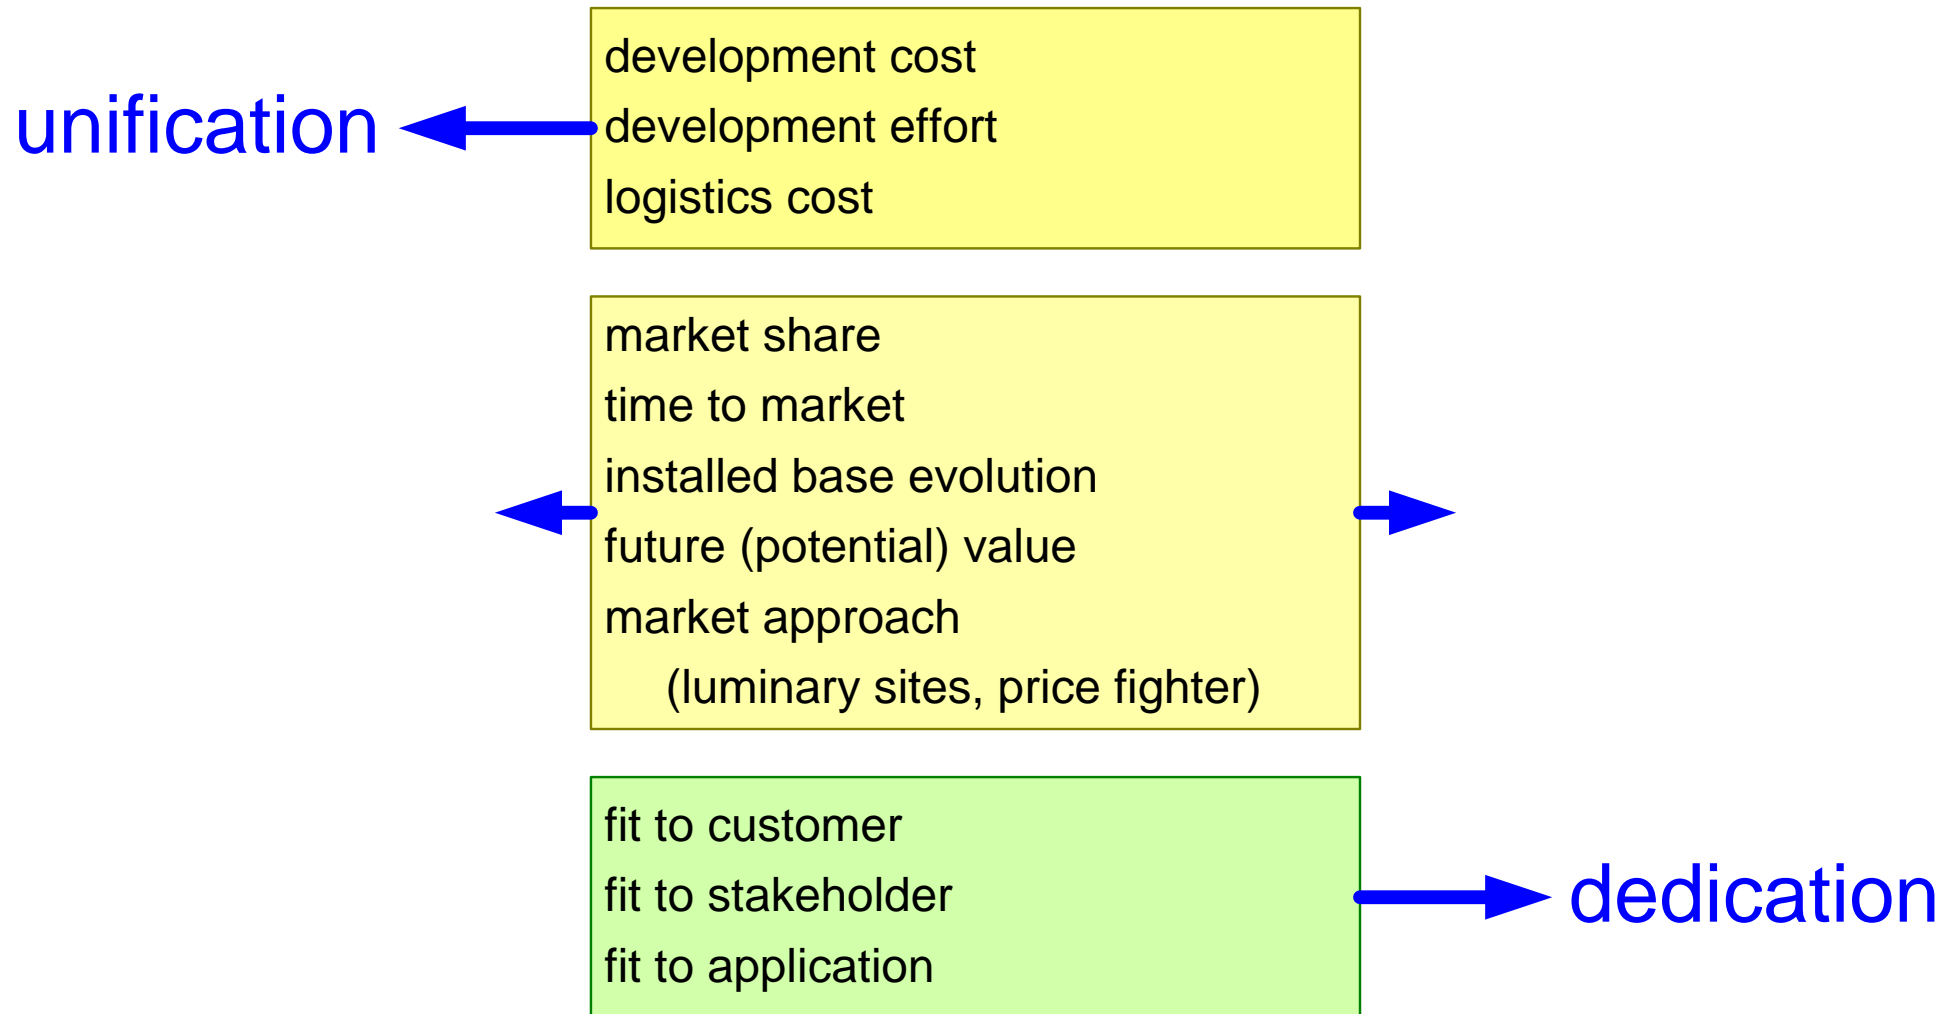 development cost
unification
development effort
logistics cost
market share
time to market
installed base evolution
future (potential) value
market approach
(luminary sites, price fighter)
fit to customer
fit to stakeholder
dedication
fit to application